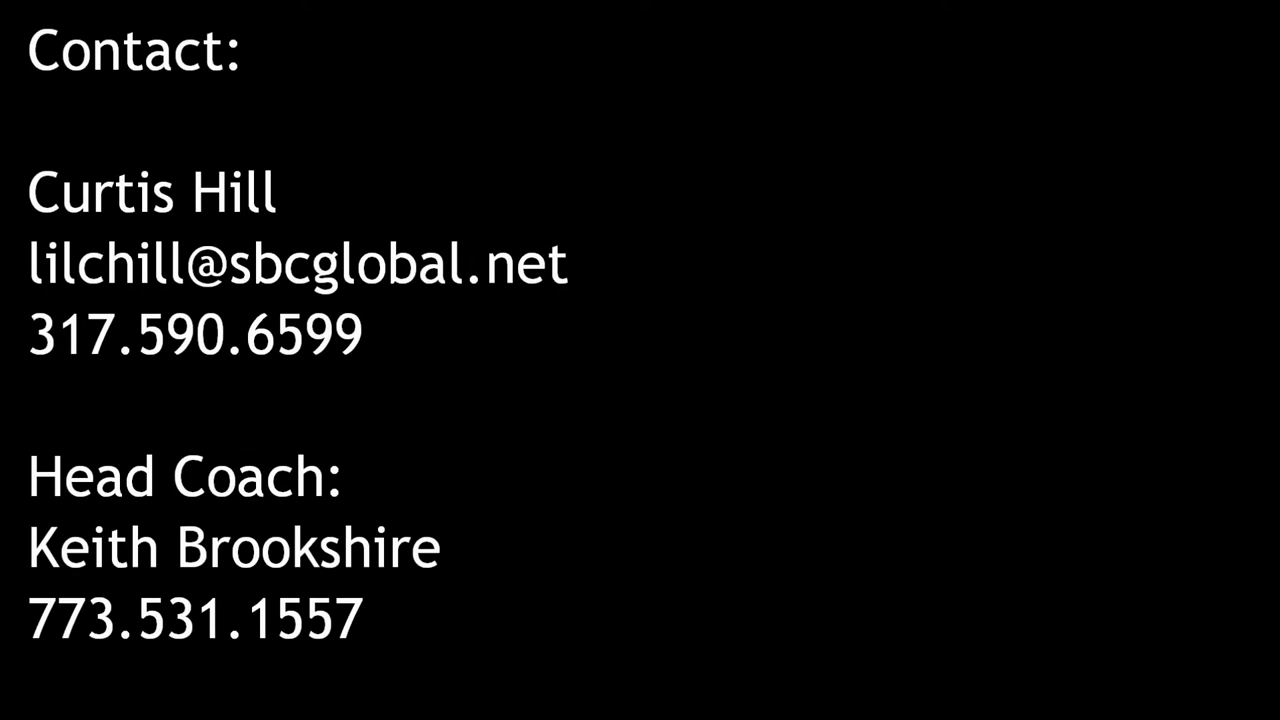 Contact:
Curtis Hill
lilchill@sbcglobal.net
317.590.6599
Head Coach:
Keith Brookshire
773.531.1557